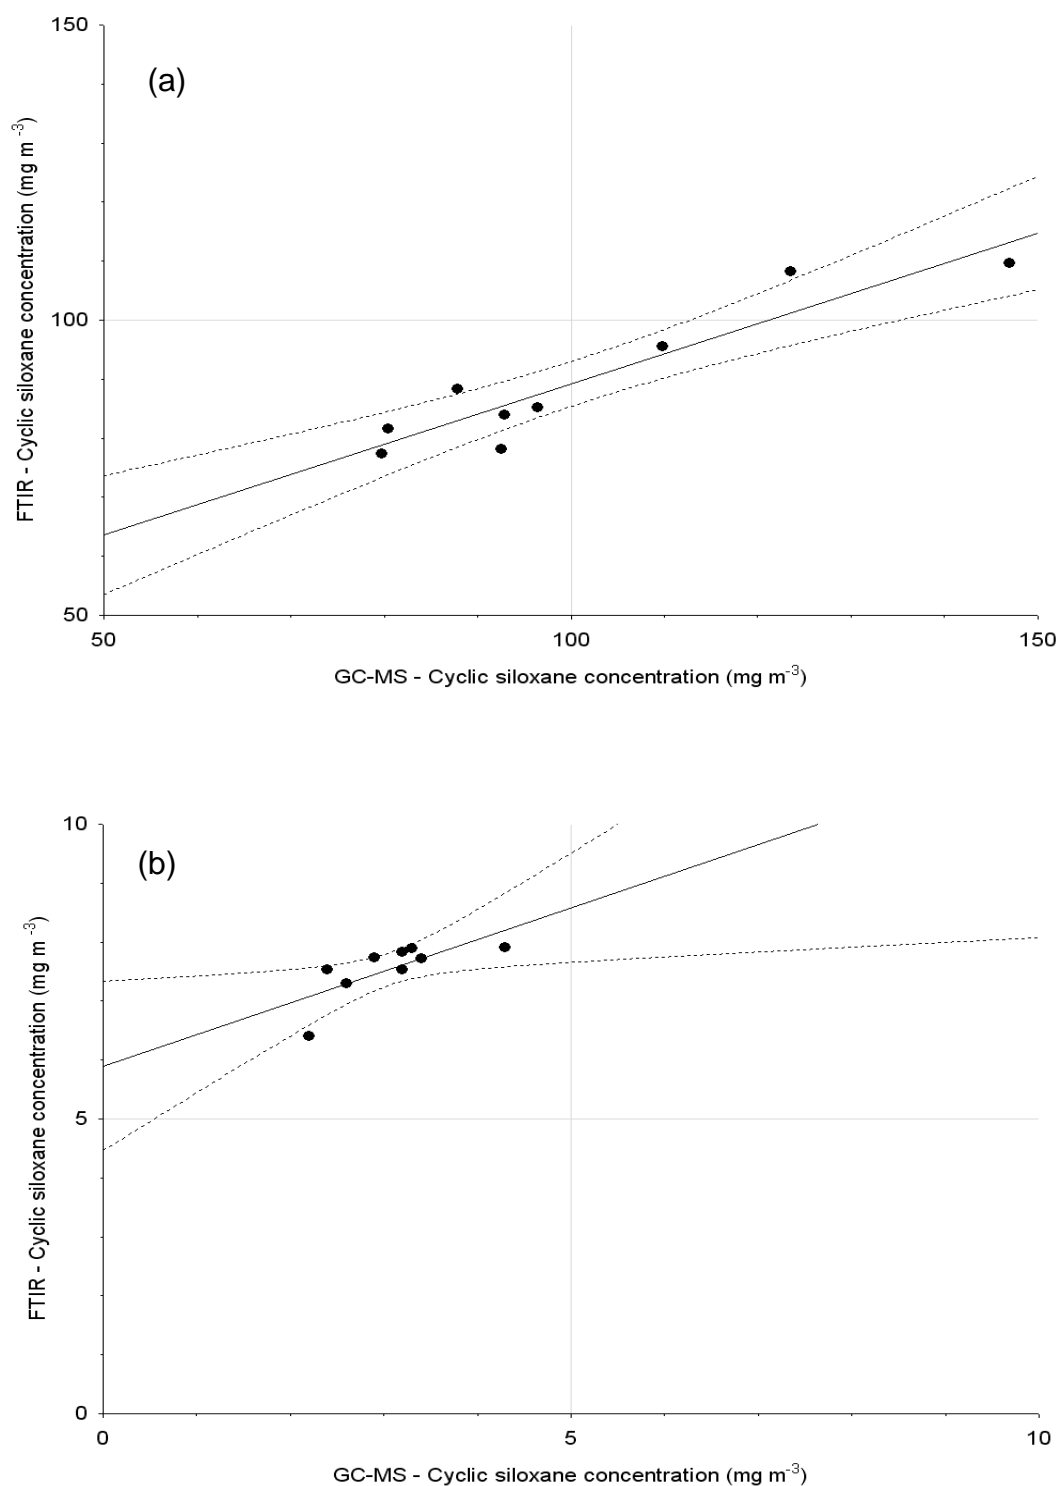 150
(a)
FTIR - Cyclic siloxane concentration (mg m⁻³)
100
50
50 100 150
GC-MS - Cyclic siloxane concentration (mg m⁻³)
10
(b)
FTIR - Cyclic siloxane concentration (mg m⁻³)
5
0
0 5 10
GC-MS - Cyclic siloxane concentration (mg m⁻³)